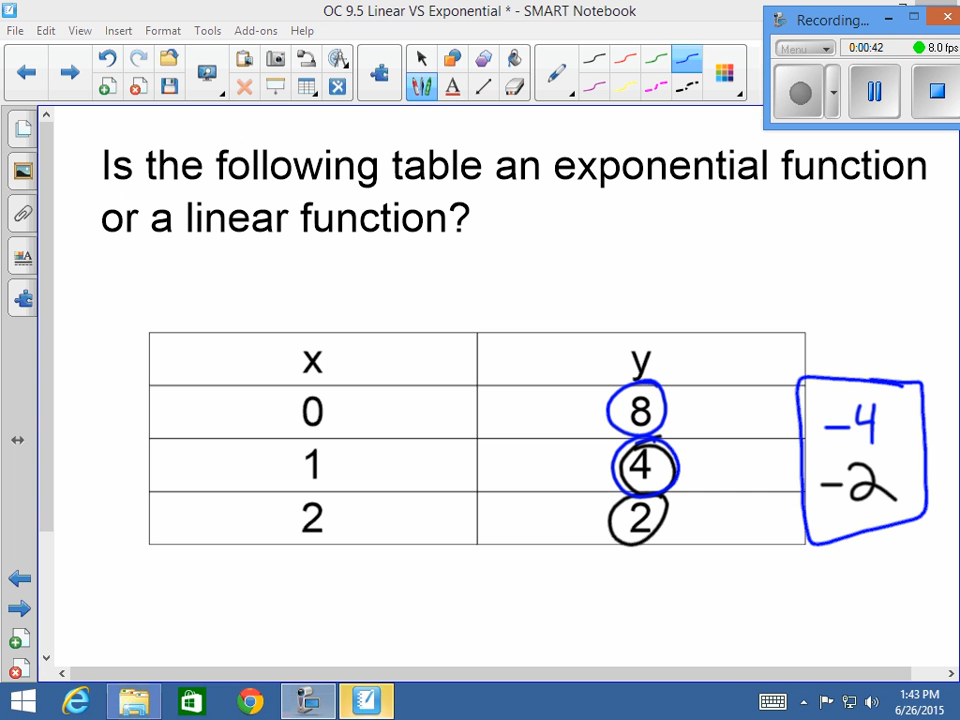 OC 9.5 Linear VS Exponential * - SMART Notebook
File Edit View Insert Format Tools Add-ons Help
Recording...
Menu 0:00:42 8.0 fps
Is the following table an exponential function
or a linear function?
x y
0 8 -4
1 4 -2
2 2
1:43 PM
6/26/2015